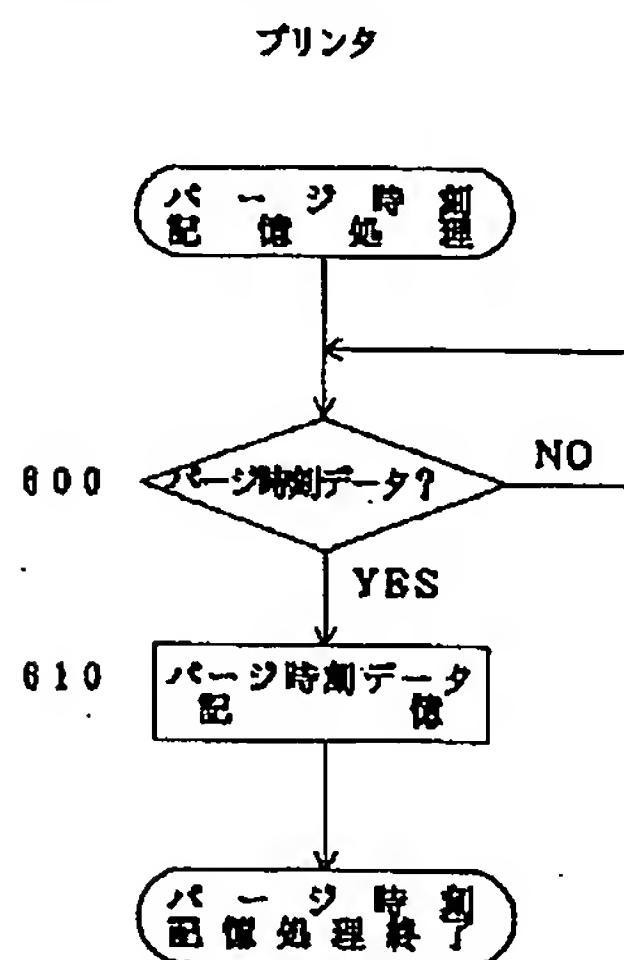 プリンタ
パージ時刻
記憶処理
600
パージ時刻データ?
NO
YES
610
パージ時刻データ
記憶
パージ時刻
記憶処理終了